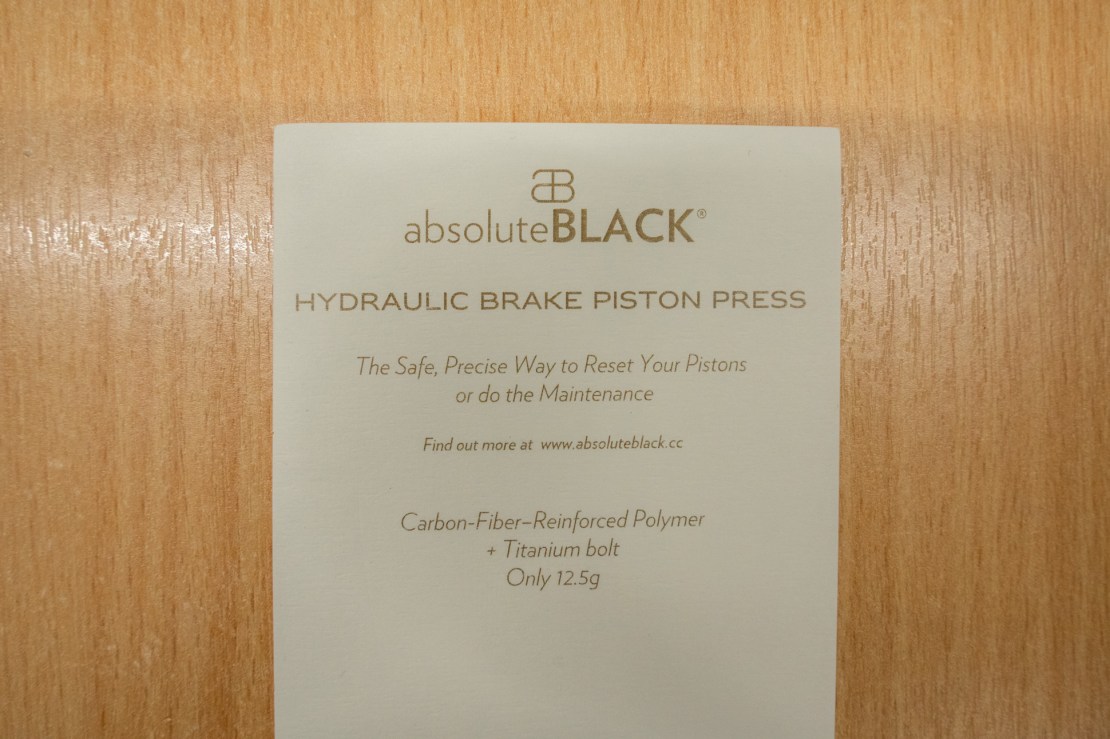 absoluteBLACK®
HYDRAULIC BRAKE PISTON PRESS
The Safe, Precise Way to Reset Your Pistons
or do the Maintenance
Find out more at www.absoluteblack.cc
Carbon-Fiber–Reinforced Polymer
+ Titanium bolt
Only 12.5g